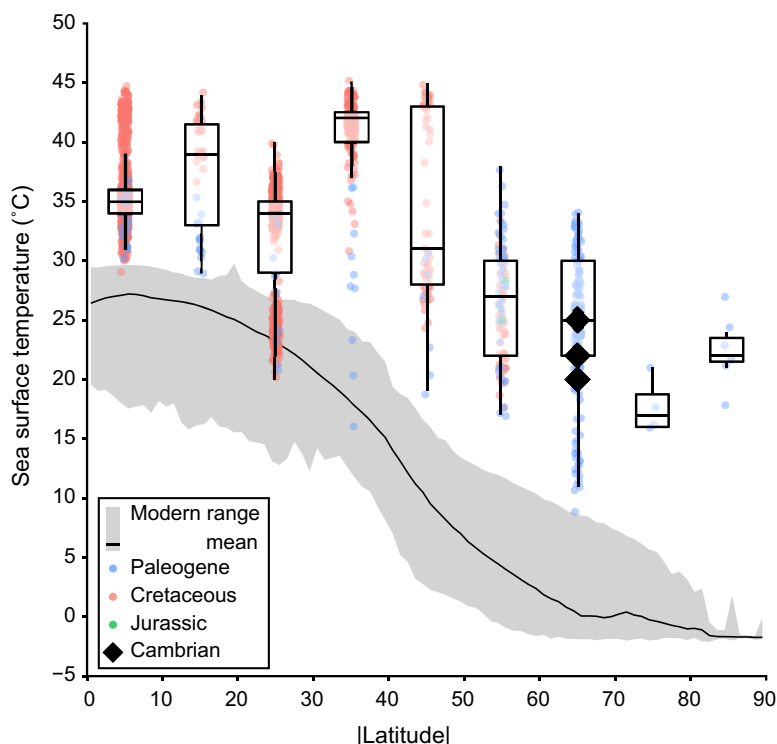 50
45
40
35
30
25
20
15
10
5
0
−5
Sea surface temperature (˚C)
Modern range
mean
Paleogene
Cretaceous
Jurassic
Cambrian
0 10 20 30 40 50 60 70 80 90
|Latitude|